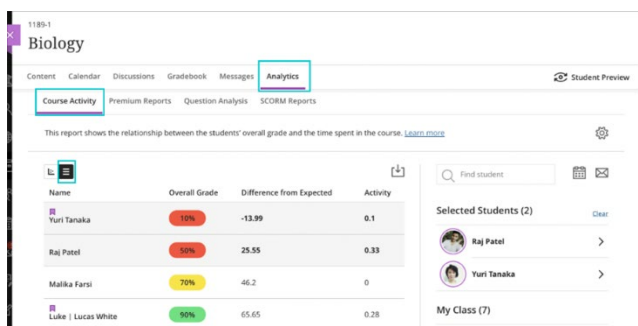 1189-1
Biology
Content Calendar Discussions Gradebook Messages Analytics Student Preview
Course Activity Premium Reports Question Analysis SCORM Reports
This report shows the relationship between the students' overall grade and the time spent in the course. Learn more
Find student
Name Overall Grade Difference from Expected Activity
Yuri Tanaka 10% -13.99 0.1
Raj Patel 50% 25.55 0.33
Malika Farsi 70% 46.2 0
Luke | Lucas White 90% 65.65 0.28
Selected Students (2) Clear
Raj Patel
Yuri Tanaka
My Class (7)